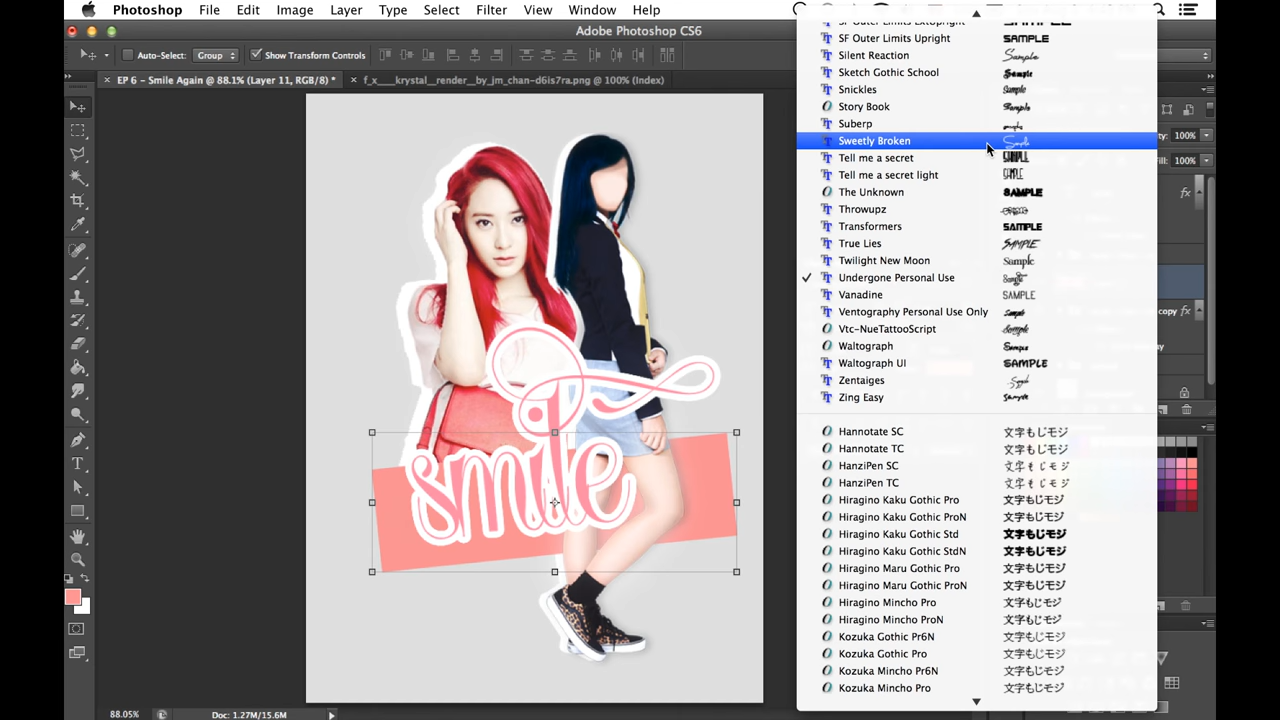 Photoshop File Edit Image Layer Type Select Filter View Window Help
Adobe Photoshop CS6
Auto-Select: Group Show Transform Controls
EP 6 – Smile Again @ 88.1% (Layer 11, RGB/8) *
f_x____krystal_render__by_jm_chan-d6is7ra.png @ 100% (Index)
SF Outer Limits ExtUpright SAMPLE
SF Outer Limits Upright SAMPLE
Silent Reaction Sample
Sketch Gothic School Sample
Snickles Sample
Story Book Sample
Suberp Sample
Sweetly Broken Sample
Tell me a secret SAMPLE
Tell me a secret light SAMPLE
The Unknown SAMPLE
Throwupz
Transformers SAMPLE
True Lies SAMPLE
Twilight New Moon Sample
Undergone Personal Use Sample
Vanadine SAMPLE
Ventography Personal Use Only Sample
Vtc-NueTattooScript Sample
Waltograph Sample
Waltograph UI SAMPLE
Zentaiges Sample
Zing Easy Sample
Hannotate SC 文字もじモジ
Hannotate TC 文字もじモジ
HanziPen SC 文字もじモジ
HanziPen TC 文字もじモジ
Hiragino Kaku Gothic Pro 文字もじモジ
Hiragino Kaku Gothic ProN 文字もじモジ
Hiragino Kaku Gothic Std 文字もじモジ
Hiragino Kaku Gothic StdN 文字もじモジ
Hiragino Maru Gothic Pro 文字もじモジ
Hiragino Maru Gothic ProN 文字もじモジ
Hiragino Mincho Pro 文字もじモジ
Hiragino Mincho ProN 文字もじモジ
Kozuka Gothic Pr6N 文字もじモジ
Kozuka Gothic Pro 文字もじモジ
Kozuka Mincho Pr6N 文字もじモジ
Kozuka Mincho Pro 文字もじモジ
100%
100%
fx
copy fx
smile
88.05% Doc: 1.27M/15.6M